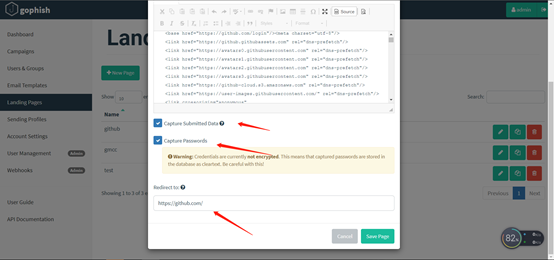 gophish
admin
Dashboard
Campaigns
Users & Groups
Email Templates
Landing Pages
Sending Profiles
Account Settings
User Management Admin
Webhooks Admin
User Guide
API Documentation
Land
+ New Page
Show
Search:
Name
github
test
Showing 1 to 3
Previous 1 Next
Source
Styles
Format
<base href="https://github.com/login"/><meta charset="utf-8"/>
<link href="https://github.githubassets.com" rel="dns-prefetch"/>
<link href="https://avatars0.githubusercontent.com" rel="dns-prefetch"/>
<link href="https://avatars1.githubusercontent.com" rel="dns-prefetch"/>
<link href="https://avatars2.githubusercontent.com" rel="dns-prefetch"/>
<link href="https://avatars3.githubusercontent.com" rel="dns-prefetch"/>
<link href="https://github-cloud.s3.amazonaws.com" rel="dns-prefetch"/>
<link href="https://user-images.githubusercontent.com/" rel="dns-prefetch"/>
Capture Submitted Data
Capture Passwords
Warning: Credentials are currently not encrypted. This means that captured passwords are stored in
the database as cleartext. Be careful with this!
Redirect to:
https://github.com/
Cancel Save Page
82